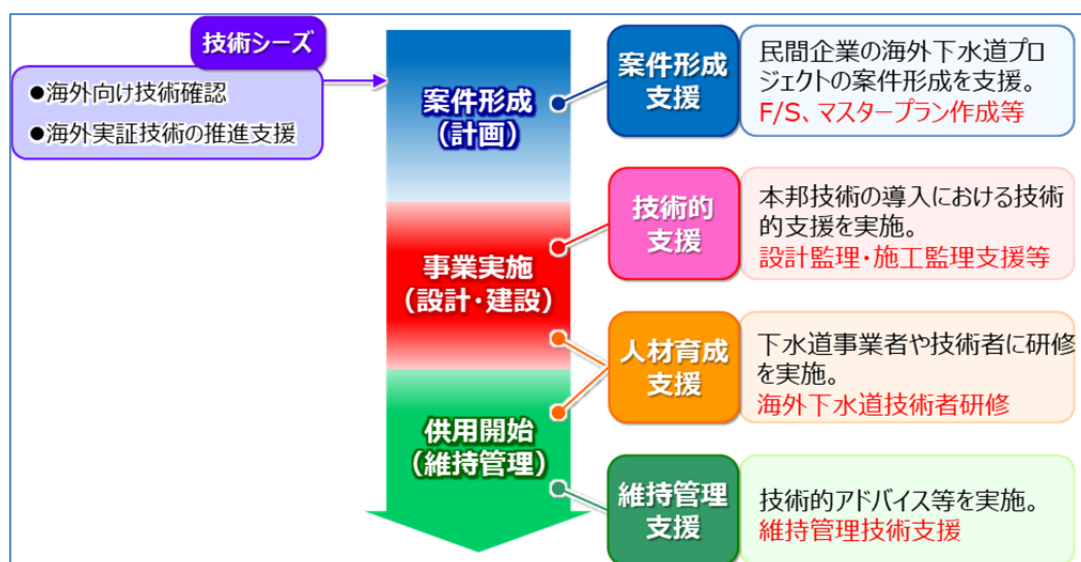 技術シーズ
●海外向け技術確認
●海外実証技術の推進支援
案件形成
（計画）
事業実施
（設計・建設）
供用開始
（維持管理）
案件形成
支援
民間企業の海外下水道プロ
ジェクトの案件形成を支援。
F/S、マスタープラン作成等
技術的
支援
本邦技術の導入における技術
的支援を実施。
設計監理・施工監理支援等
人材育成
支援
下水道事業者や技術者に研修
を実施。
海外下水道技術者研修
維持管理
支援
技術的アドバイス等を実施。
維持管理技術支援